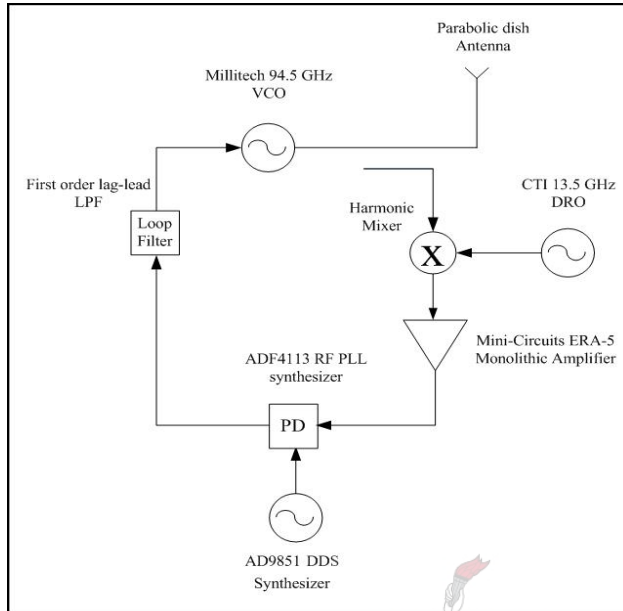 Parabolic dish
Antenna
Millitech 94.5 GHz
VCO
First order lag-lead
LPF
Loop
Filter
CTI 13.5 GHz
DRO
Harmonic
Mixer
X
Mini-Circuits ERA-5
Monolithic Amplifier
ADF4113 RF PLL
synthesizer
PD
AD9851 DDS
Synthesizer